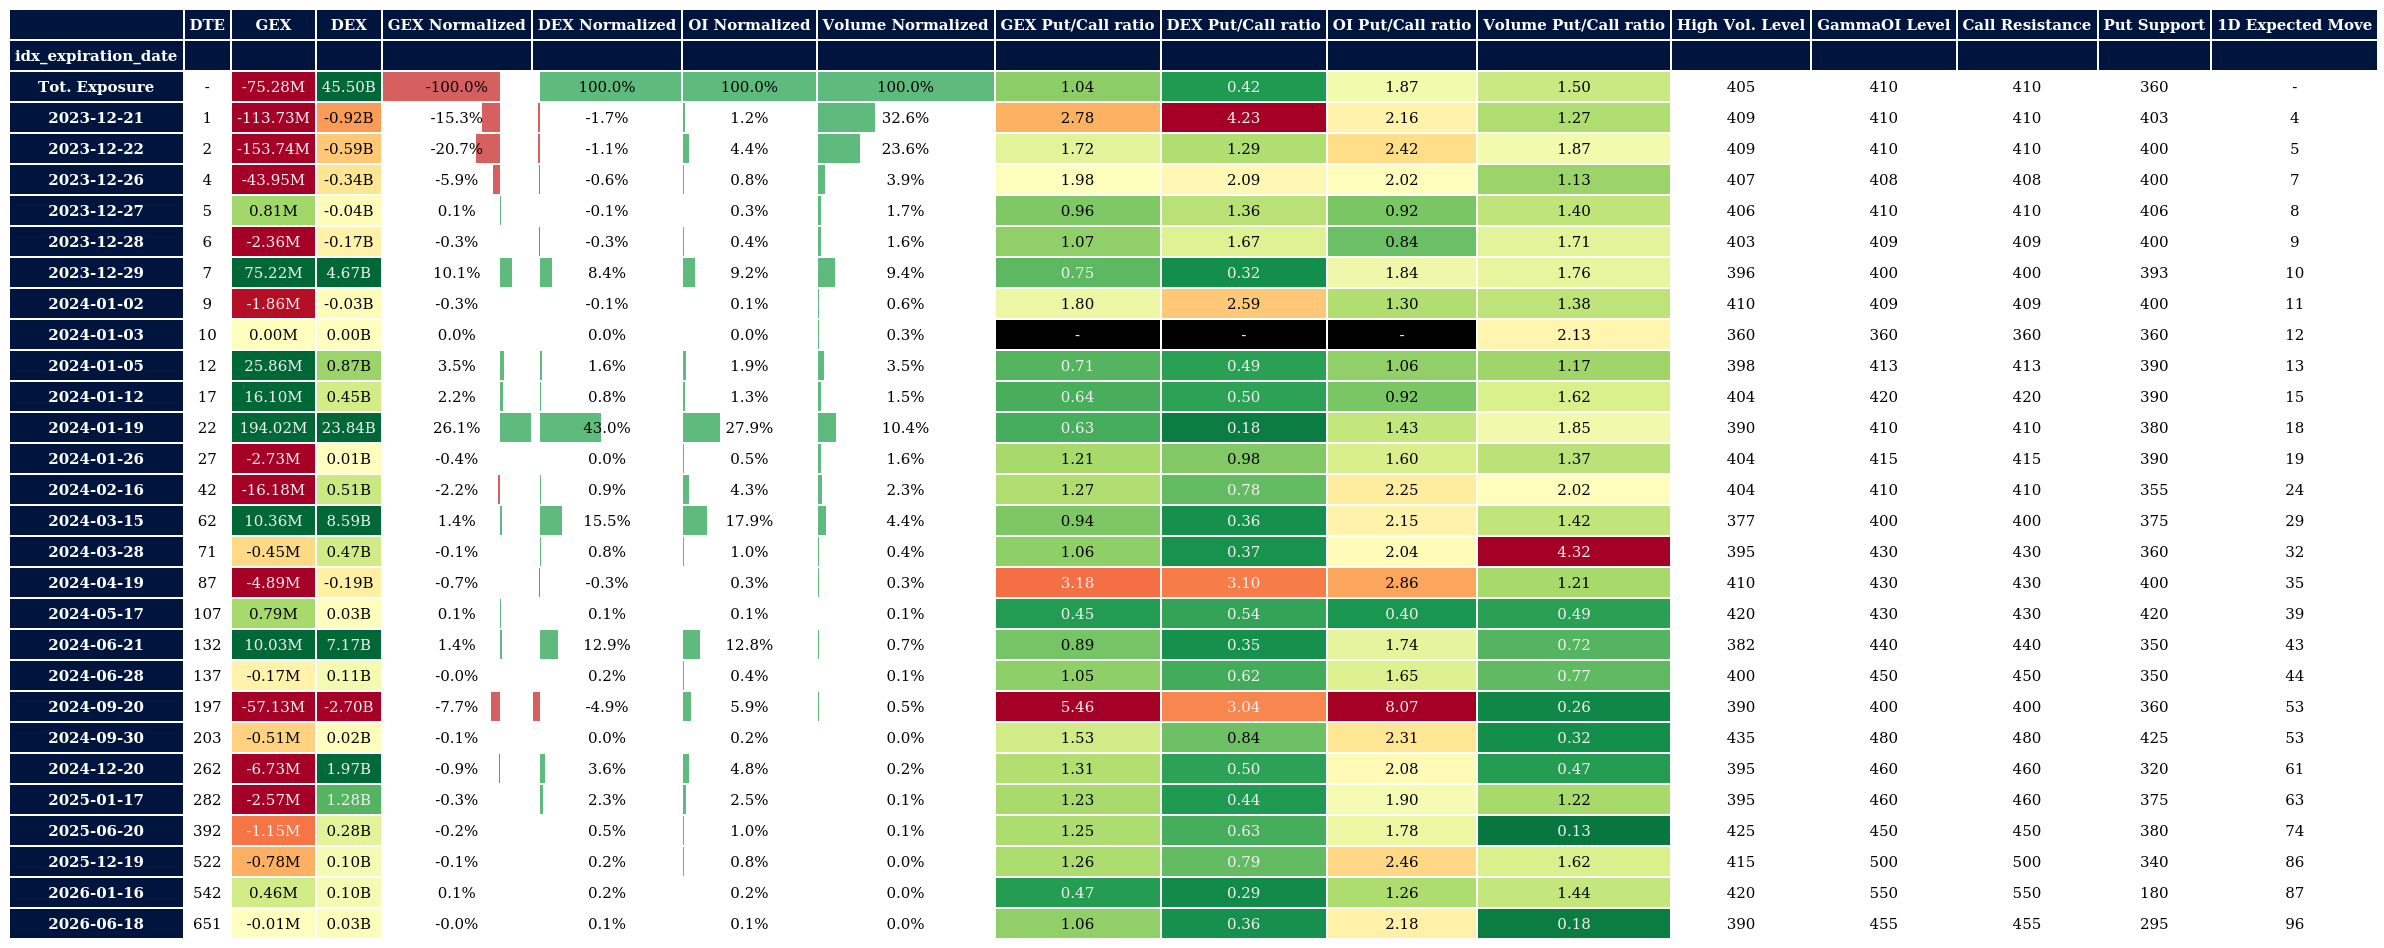 DTE GEX DEX GEX Normalized DEX Normalized OI Normalized Volume Normalized GEX Put/Call ratio DEX Put/Call ratio OI Put/Call ratio Volume Put/Call ratio High Vol. Level GammaOI Level Call Resistance Put Support 1D Expected Move
idx_expiration_date
Tot. Exposure - -75.28M 45.50B -100.0% 100.0% 100.0% 100.0% 1.04 0.42 1.87 1.50 405 410 410 360 -
2023-12-21 1 -113.73M -0.92B -15.3% -1.7% 1.2% 32.6% 2.78 4.23 2.16 1.27 409 410 410 403 4
2023-12-22 2 -153.74M -0.59B -20.7% -1.1% 4.4% 23.6% 1.72 1.29 2.42 1.87 409 410 410 400 5
2023-12-26 4 -43.95M -0.34B -5.9% -0.6% 0.8% 3.9% 1.98 2.09 2.02 1.13 407 408 408 400 7
2023-12-27 5 0.81M -0.04B 0.1% -0.1% 0.3% 1.7% 0.96 1.36 0.92 1.40 406 410 410 406 8
2023-12-28 6 -2.36M -0.17B -0.3% -0.3% 0.4% 1.6% 1.07 1.67 0.84 1.71 403 409 409 400 9
2023-12-29 7 75.22M 4.67B 10.1% 8.4% 9.2% 9.4% 0.75 0.32 1.84 1.76 396 400 400 393 10
2024-01-02 9 -1.86M -0.03B -0.3% -0.1% 0.1% 0.6% 1.80 2.59 1.30 1.38 410 409 409 400 11
2024-01-03 10 0.00M 0.00B 0.0% 0.0% 0.0% 0.3% - - - 2.13 360 360 360 360 12
2024-01-05 12 25.86M 0.87B 3.5% 1.6% 1.9% 3.5% 0.71 0.49 1.06 1.17 398 413 413 390 13
2024-01-12 17 16.10M 0.45B 2.2% 0.8% 1.3% 1.5% 0.64 0.50 0.92 1.62 404 420 420 390 15
2024-01-19 22 194.02M 23.84B 26.1% 43.0% 27.9% 10.4% 0.63 0.18 1.43 1.85 390 410 410 380 18
2024-01-26 27 -2.73M 0.01B -0.4% 0.0% 0.5% 1.6% 1.21 0.98 1.60 1.37 404 415 415 390 19
2024-02-16 42 -16.18M 0.51B -2.2% 0.9% 4.3% 2.3% 1.27 0.78 2.25 2.02 404 410 410 355 24
2024-03-15 62 10.36M 8.59B 1.4% 15.5% 17.9% 4.4% 0.94 0.36 2.15 1.42 377 400 400 375 29
2024-03-28 71 -0.45M 0.47B -0.1% 0.8% 1.0% 0.4% 1.06 0.37 2.04 4.32 395 430 430 360 32
2024-04-19 87 -4.89M -0.19B -0.7% -0.3% 0.3% 0.3% 3.18 3.10 2.86 1.21 410 430 430 400 35
2024-05-17 107 0.79M 0.03B 0.1% 0.1% 0.1% 0.1% 0.45 0.54 0.40 0.49 420 430 430 420 39
2024-06-21 132 10.03M 7.17B 1.4% 12.9% 12.8% 0.7% 0.89 0.35 1.74 0.72 382 440 440 350 43
2024-06-28 137 -0.17M 0.11B -0.0% 0.2% 0.4% 0.1% 1.05 0.62 1.65 0.77 400 450 450 350 44
2024-09-20 197 -57.13M -2.70B -7.7% -4.9% 5.9% 0.5% 5.46 3.04 8.07 0.26 390 400 400 360 53
2024-09-30 203 -0.51M 0.02B -0.1% 0.0% 0.2% 0.0% 1.53 0.84 2.31 0.32 435 480 480 425 53
2024-12-20 262 -6.73M 1.97B -0.9% 3.6% 4.8% 0.2% 1.31 0.50 2.08 0.47 395 460 460 320 61
2025-01-17 282 -2.57M 1.28B -0.3% 2.3% 2.5% 0.1% 1.23 0.44 1.90 1.22 395 460 460 375 63
2025-06-20 392 -1.15M 0.28B -0.2% 0.5% 1.0% 0.1% 1.25 0.63 1.78 0.13 425 450 450 380 74
2025-12-19 522 -0.78M 0.10B -0.1% 0.2% 0.8% 0.0% 1.26 0.79 2.46 1.62 415 500 500 340 86
2026-01-16 542 0.46M 0.10B 0.1% 0.2% 0.2% 0.0% 0.47 0.29 1.26 1.44 420 550 550 180 87
2026-06-18 651 -0.01M 0.03B -0.0% 0.1% 0.1% 0.0% 1.06 0.36 2.18 0.18 390 455 455 295 96